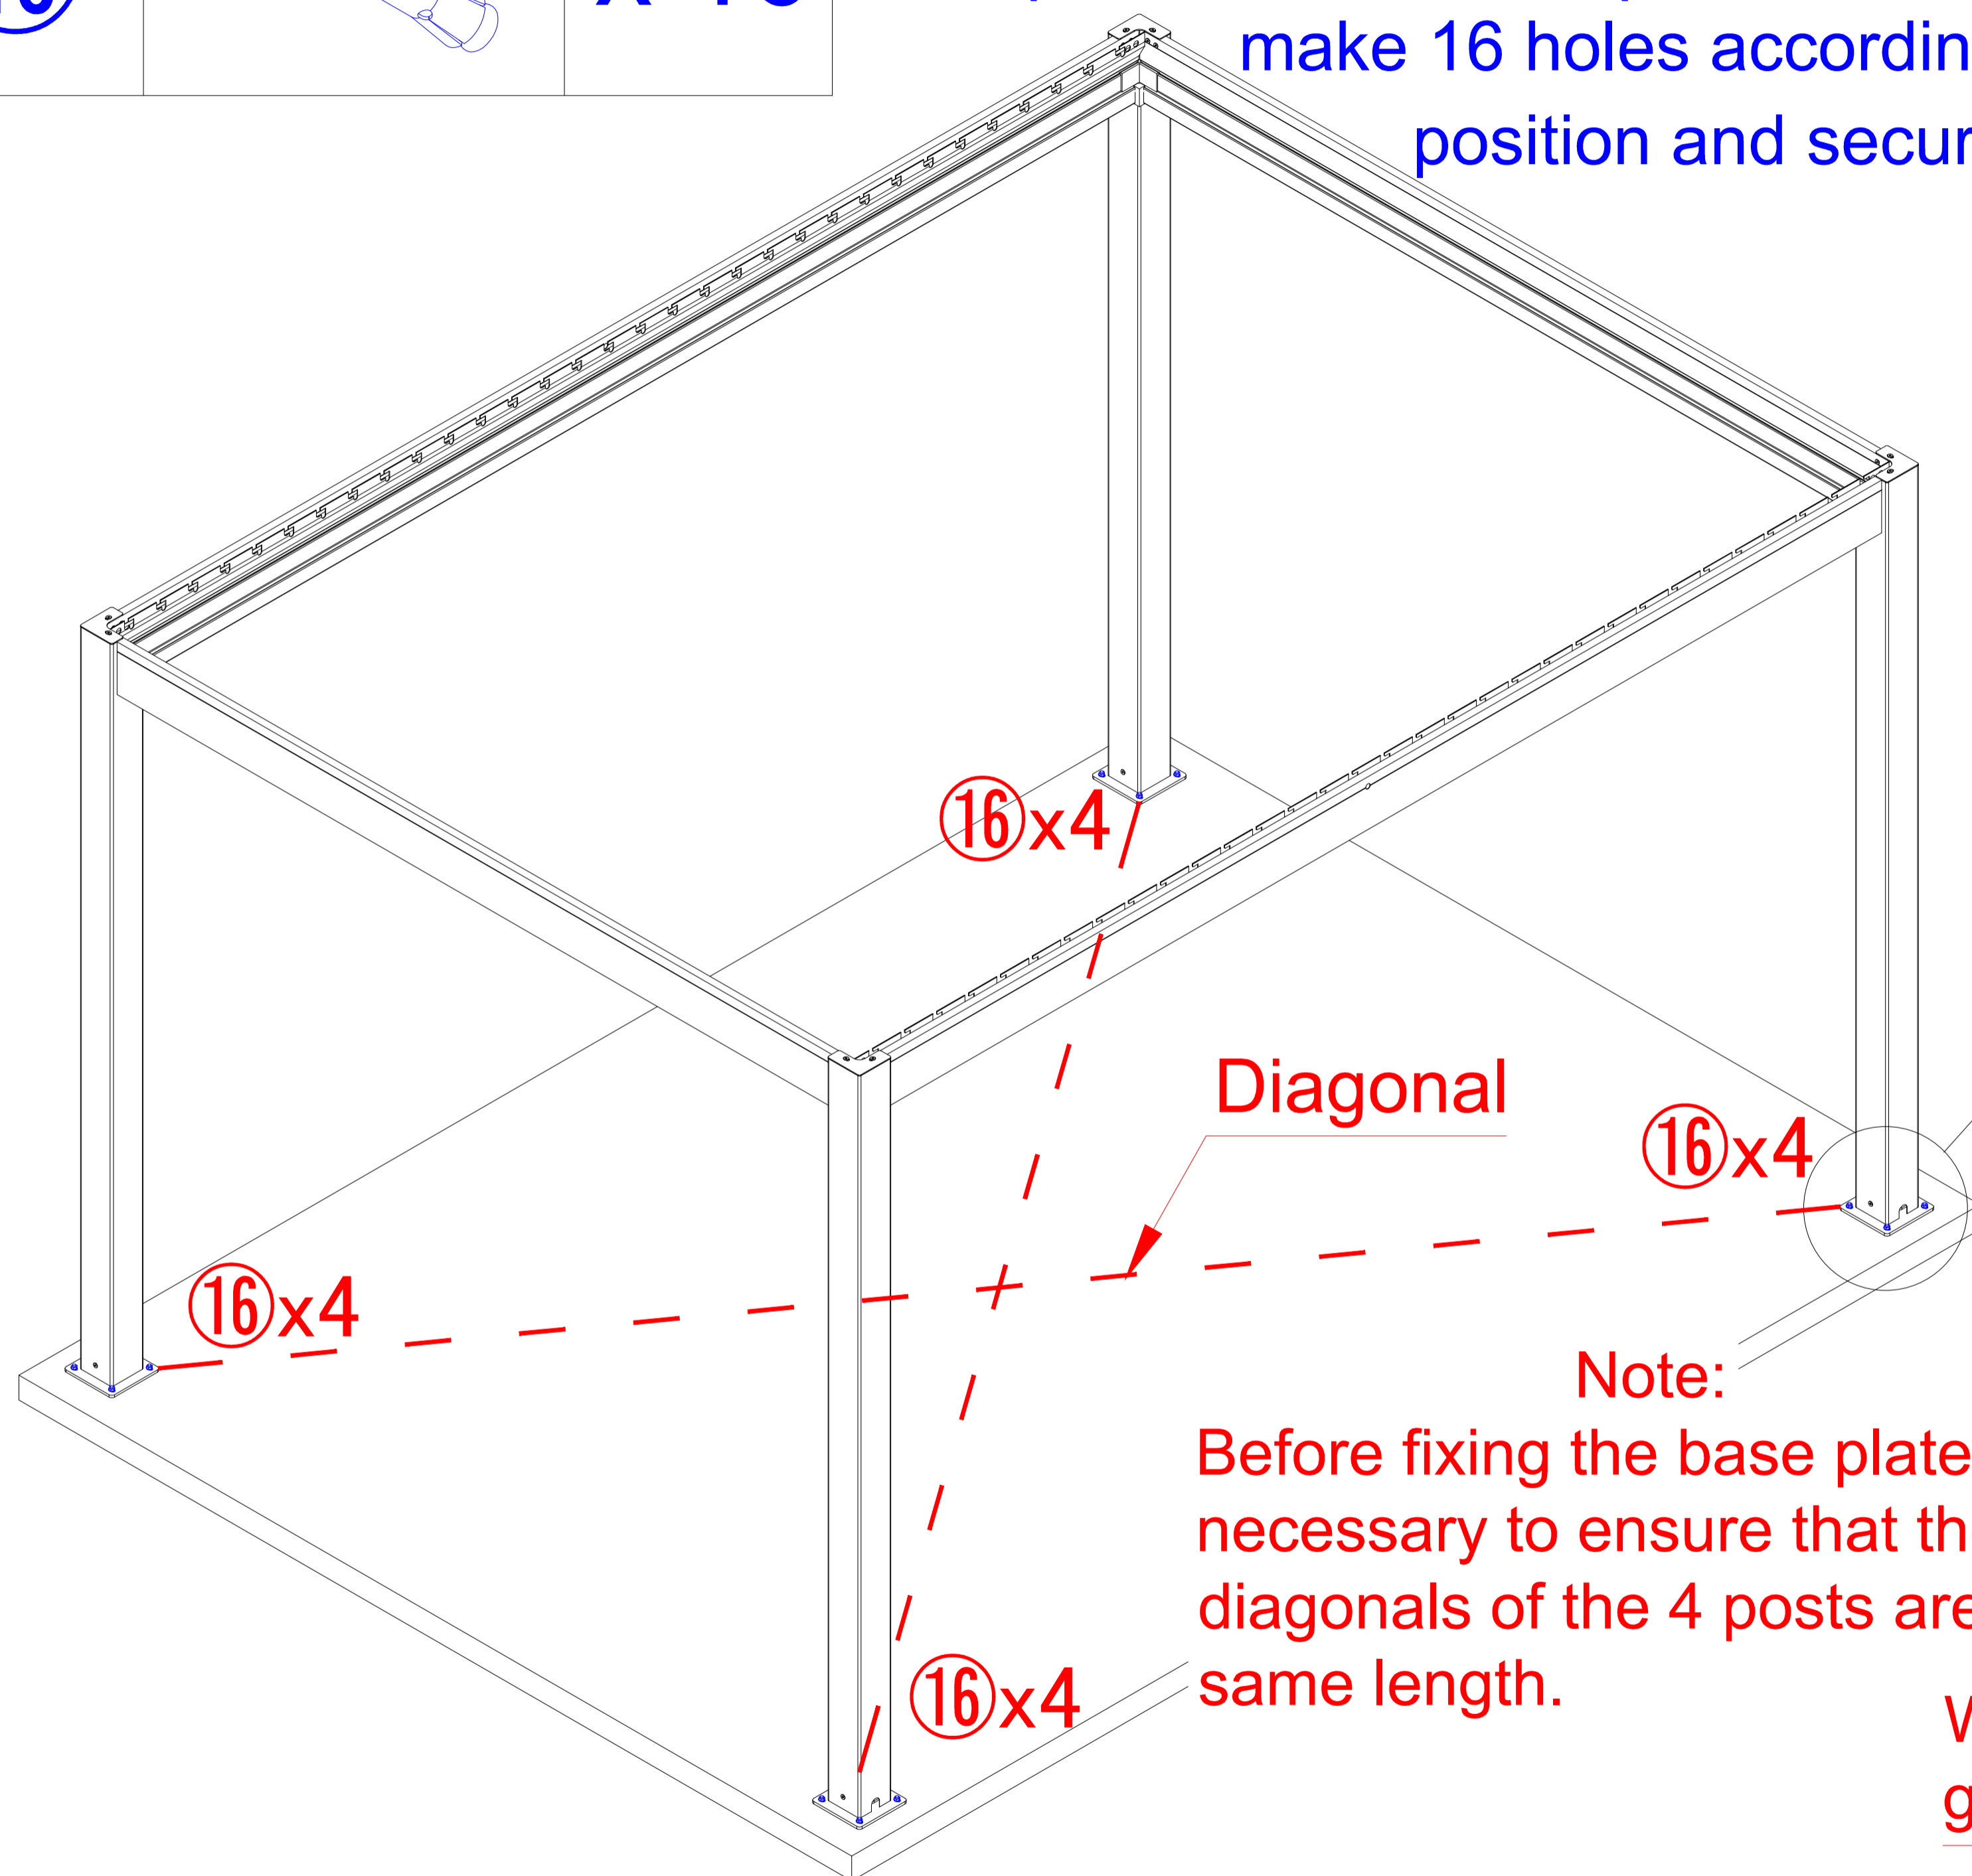 make 16 holes accordin
position and secur
⑯x4
Diagonal
⑯x4
⑯x4
Note:
Before fixing the base plate
necessary to ensure that th
diagonals of the 4 posts are
same length.
⑯x4